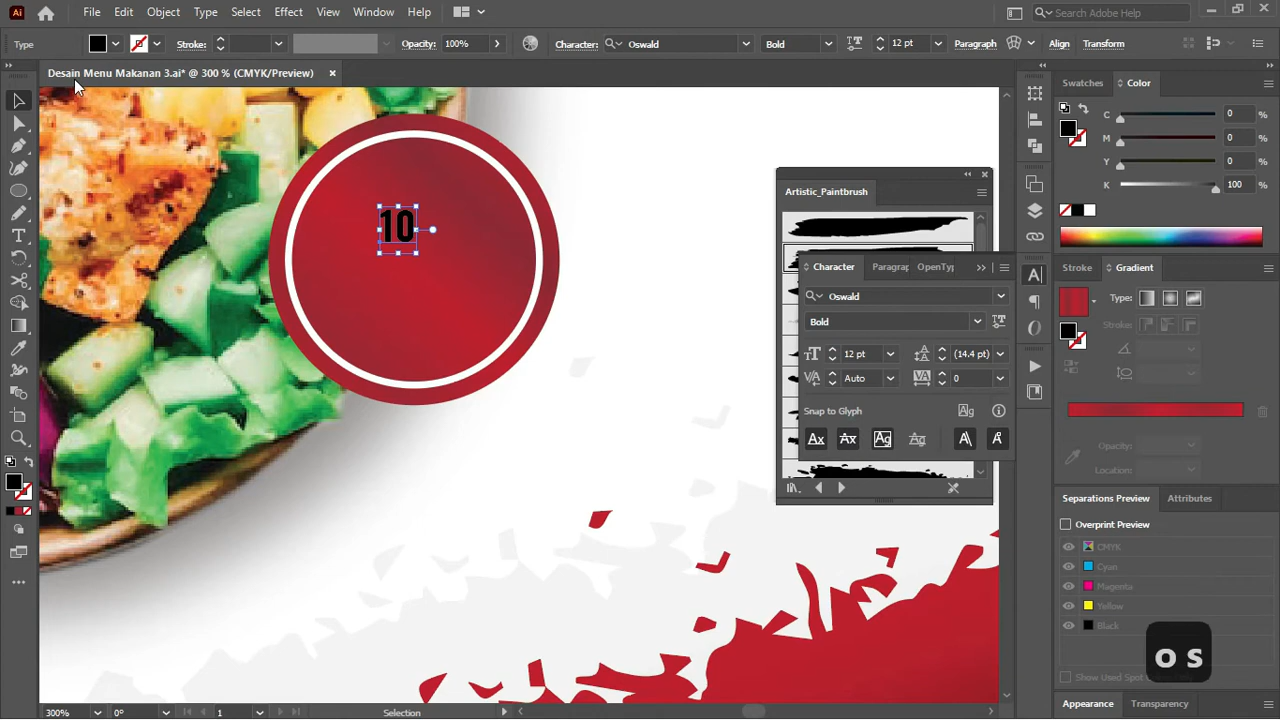 Ai File Edit Object Type Select Effect View Window Help Search Adobe Help
Type Stroke: Opacity: 100% Character: Oswald Bold 12 pt Paragraph Align Transform
Desain Menu Makanan 3.ai* @ 300 % (CMYK/Preview)
10
Artistic_Paintbrush
Character Paragrap OpenTyp
Oswald
Bold
12 pt (14.4 pt)
Auto 0
Snap to Glyph
Swatches Color
C 0 %
M 0 %
Y 0 %
K 100 %
Stroke Gradient
Type:
Strokes:
Opacity:
Location:
Separations Preview Attributes
Overprint Preview
CMYK
Cyan
Magenta
Yellow
Black
Show Used Spot
o s
Appearance Transparency
300% 0° 1 Selection